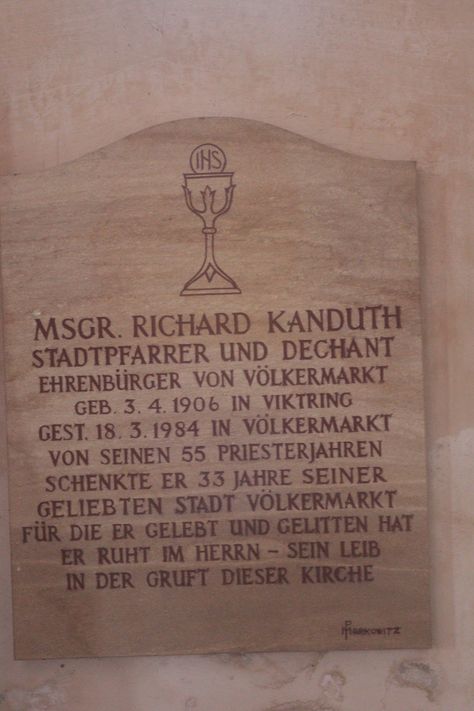 IHS
MSGR. RICHARD KANDUTH
STADTPFARRER UND DECHANT
EHRENBÜRGER VON VÖLKERMARKT
GEB. 3. 4. 1906 IN VIKTRING
GEST. 18. 3. 1984 IN VÖLKERMARKT
VON SEINEN 55 PRIESTERJAHREN
SCHENKTE ER 33 JAHRE SEINER
GELIEBTEN STADT VÖLKERMARKT
FÜR DIE ER GELEBT UND GELITTEN HAT
ER RUHT IM HERRN – SEIN LEIB
IN DER GRUFT DIESER KIRCHE